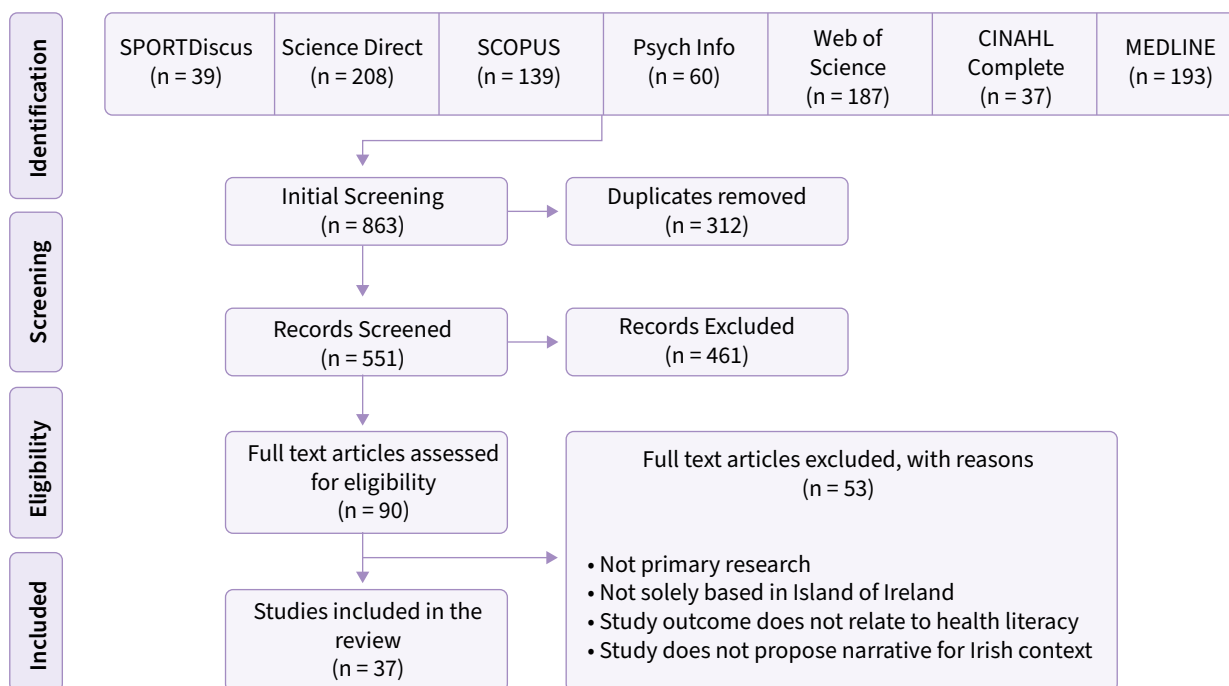 Identification
SPORTDiscus
(n = 39)
Science Direct
(n = 208)
SCOPUS
(n = 139)
Psych Info
(n = 60)
Web of
Science
(n = 187)
CINAHL
Complete
(n = 37)
MEDLINE
(n = 193)
Initial Screening
(n = 863)
Duplicates removed
(n = 312)
Screening
Records Screened
(n = 551)
Records Excluded
(n = 461)
Eligibility
Full text articles assessed
for eligibility
(n = 90)
Full text articles excluded, with reasons
(n = 53)
• Not primary research
• Not solely based in Island of Ireland
• Study outcome does not relate to health literacy
• Study does not propose narrative for Irish context
Included
Studies included in the
review
(n = 37)